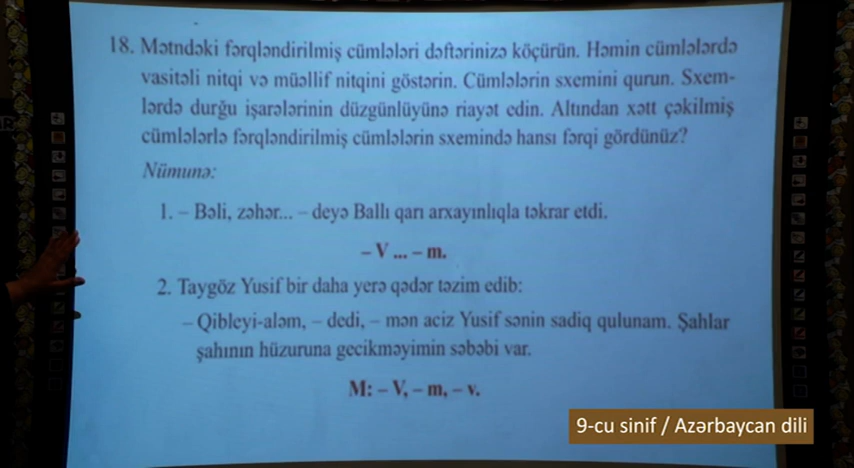 18. Mətndəki fərqləndirilmiş cümlələri dəftərinizə köçürün. Həmin cümlələrdə
vasitəli nitqi və müəllif nitqini göstərin. Cümlələrin sxemini qurun. Sxem-
lərdə durğu işarələrinin düzgünlüyünə riayət edin. Altından xətt çəkilmiş
cümlələrlə fərqləndirilmiş cümlələrin sxemində hansı fərqi gördünüz?
Nümunə:
1. – Bəli, zəhər... – deyə Ballı qarı arxayınlıqla təkrar etdi.
– V ... – m.
2. Taygöz Yusif bir daha yerə qədər təzim edib:
– Qibleyi-aləm, – dedi, – mən aciz Yusif sənin sadiq qulunam. Şahlar
şahının hüzuruna gecikməyimin səbəbi var.
M: – V, – m, – v.
9-cu sinif / Azərbaycan dili